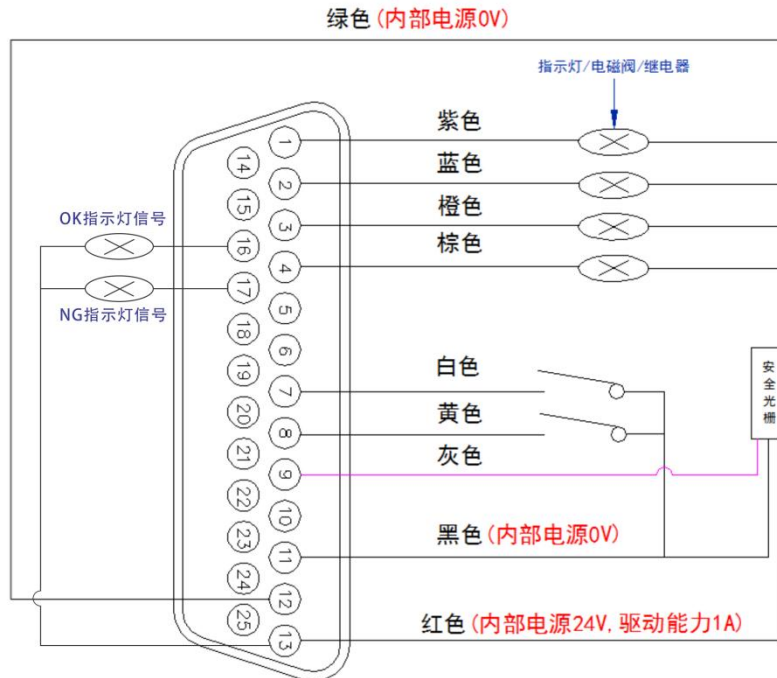 绿色(内部电源0V)
指示灯/电磁阀/继电器
紫色
蓝色
橙色
棕色
OK指示灯信号
NG指示灯信号
1
2
3
4
5
6
7
8
9
10
11
12
13
14
15
16
17
18
19
20
21
22
23
24
25
白色
黄色
灰色
安全光栅
黑色(内部电源0V)
红色(内部电源24V,驱动能力1A)